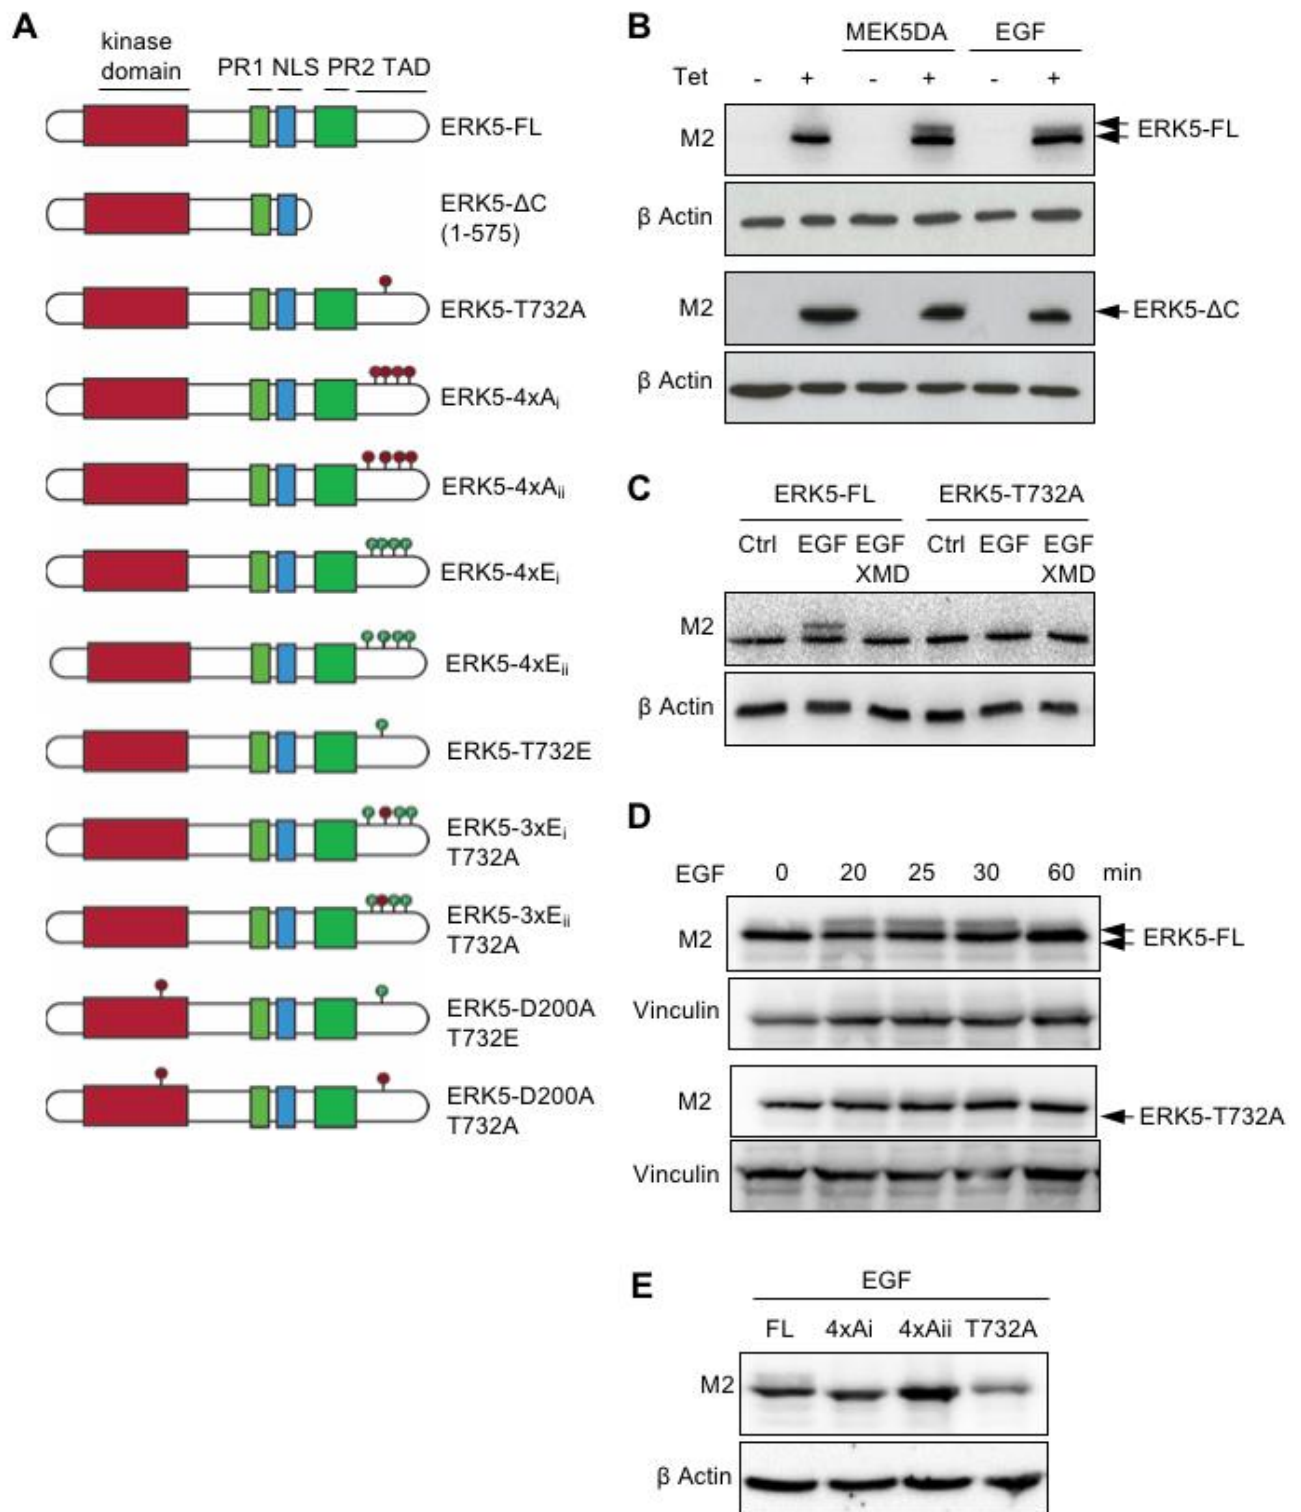 A
kinase
domain
PR1 NLS PR2 TAD
ERK5-FL
ERK5-ΔC
(1-575)
ERK5-T732A
ERK5-4xAi
ERK5-4xAii
ERK5-4xEi
ERK5-4xEii
ERK5-T732E
ERK5-3xEi
T732A
ERK5-3xEii
T732A
ERK5-D200A
T732E
ERK5-D200A
T732A
B
MEK5DA EGF
Tet - + - + - +
M2
ERK5-FL
β Actin
M2
ERK5-ΔC
β Actin
C
ERK5-FL ERK5-T732A
Ctrl EGF EGF Ctrl EGF EGF
XMD XMD
M2
β Actin
D
EGF 0 20 25 30 60 min
M2
ERK5-FL
Vinculin
M2
ERK5-T732A
Vinculin
E
EGF
FL 4xAi 4xAii T732A
M2
β Actin